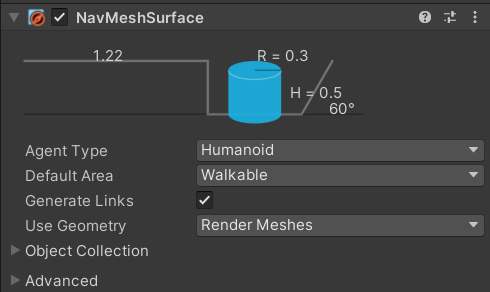 NavMeshSurface
1.22
R = 0.3
H = 0.5
60°
Agent Type Humanoid
Default Area Walkable
Generate Links
Use Geometry Render Meshes
Object Collection
Advanced